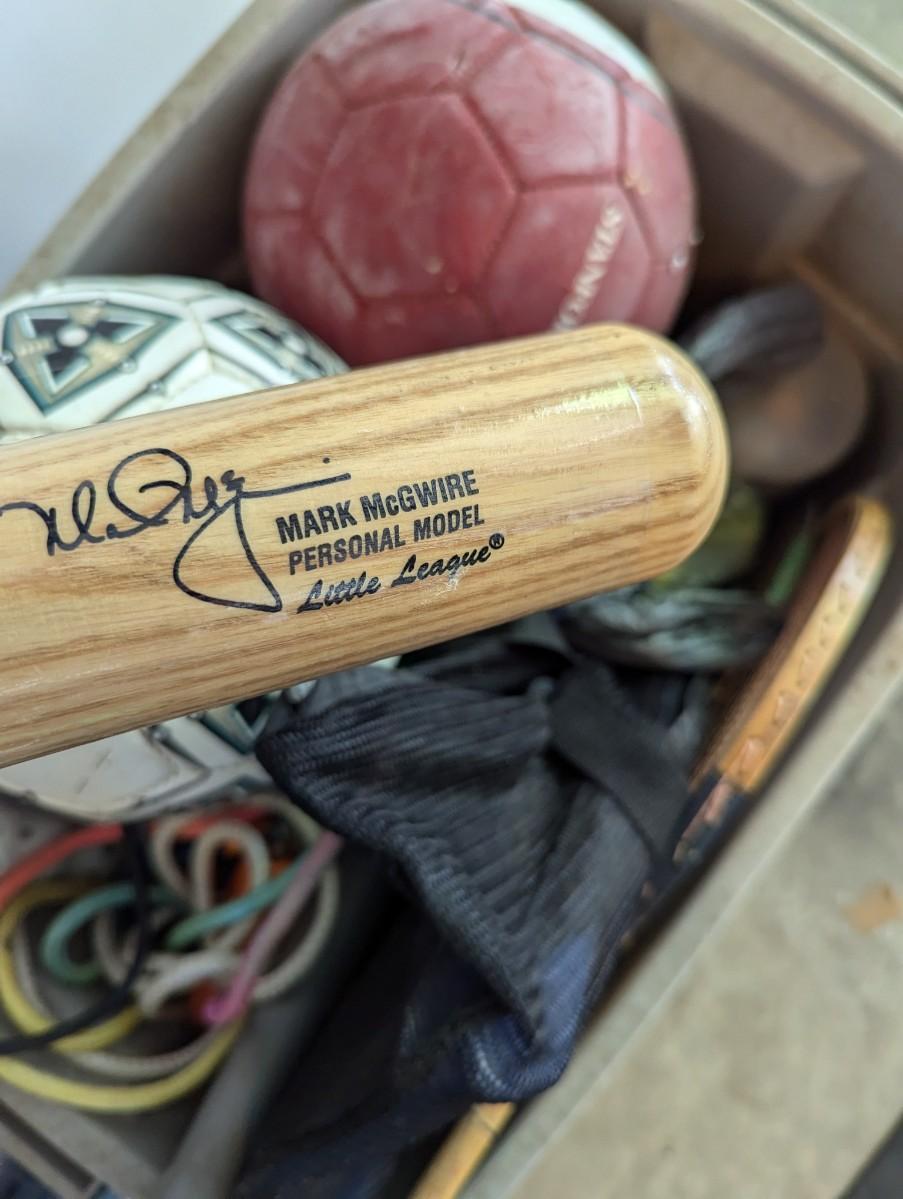 MARK McGWIRE
PERSONAL MODEL
Little League®